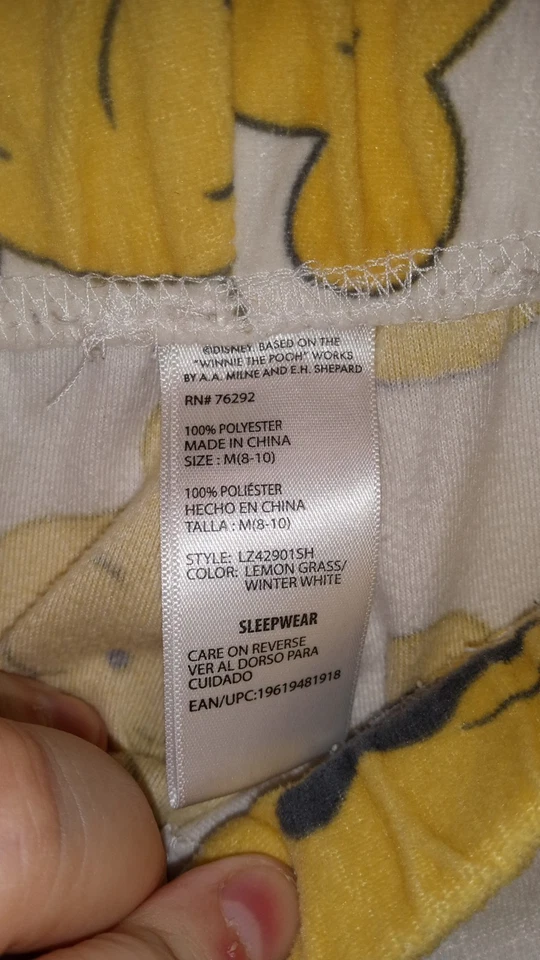 ©DISNEY. BASED ON THE
"WINNIE THE POOH" WORKS
BY A.A. MILNE AND E.H. SHEPARD
RN# 76292
100% POLYESTER
MADE IN CHINA
SIZE : M(8-10)
100% POLIÉSTER
HECHO EN CHINA
TALLA : M(8-10)
STYLE: LZ42901SH
COLOR: LEMON GRASS/
WINTER WHITE
SLEEPWEAR
CARE ON REVERSE
VER AL DORSO PARA
CUIDADO
EAN/UPC:19619481918